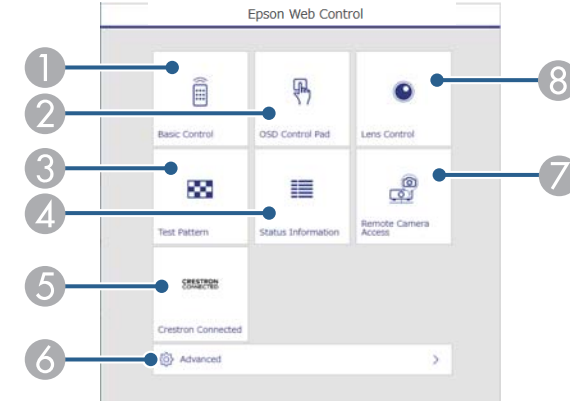 Epson Web Control
1
2
8
Basic Control
OSD Control Pad
Lens Control
3
4
7
Test Pattern
Status Information
Remote Camera
Access
5
CRESTRON
CONNECTED
Crestron Connected
6
Advanced